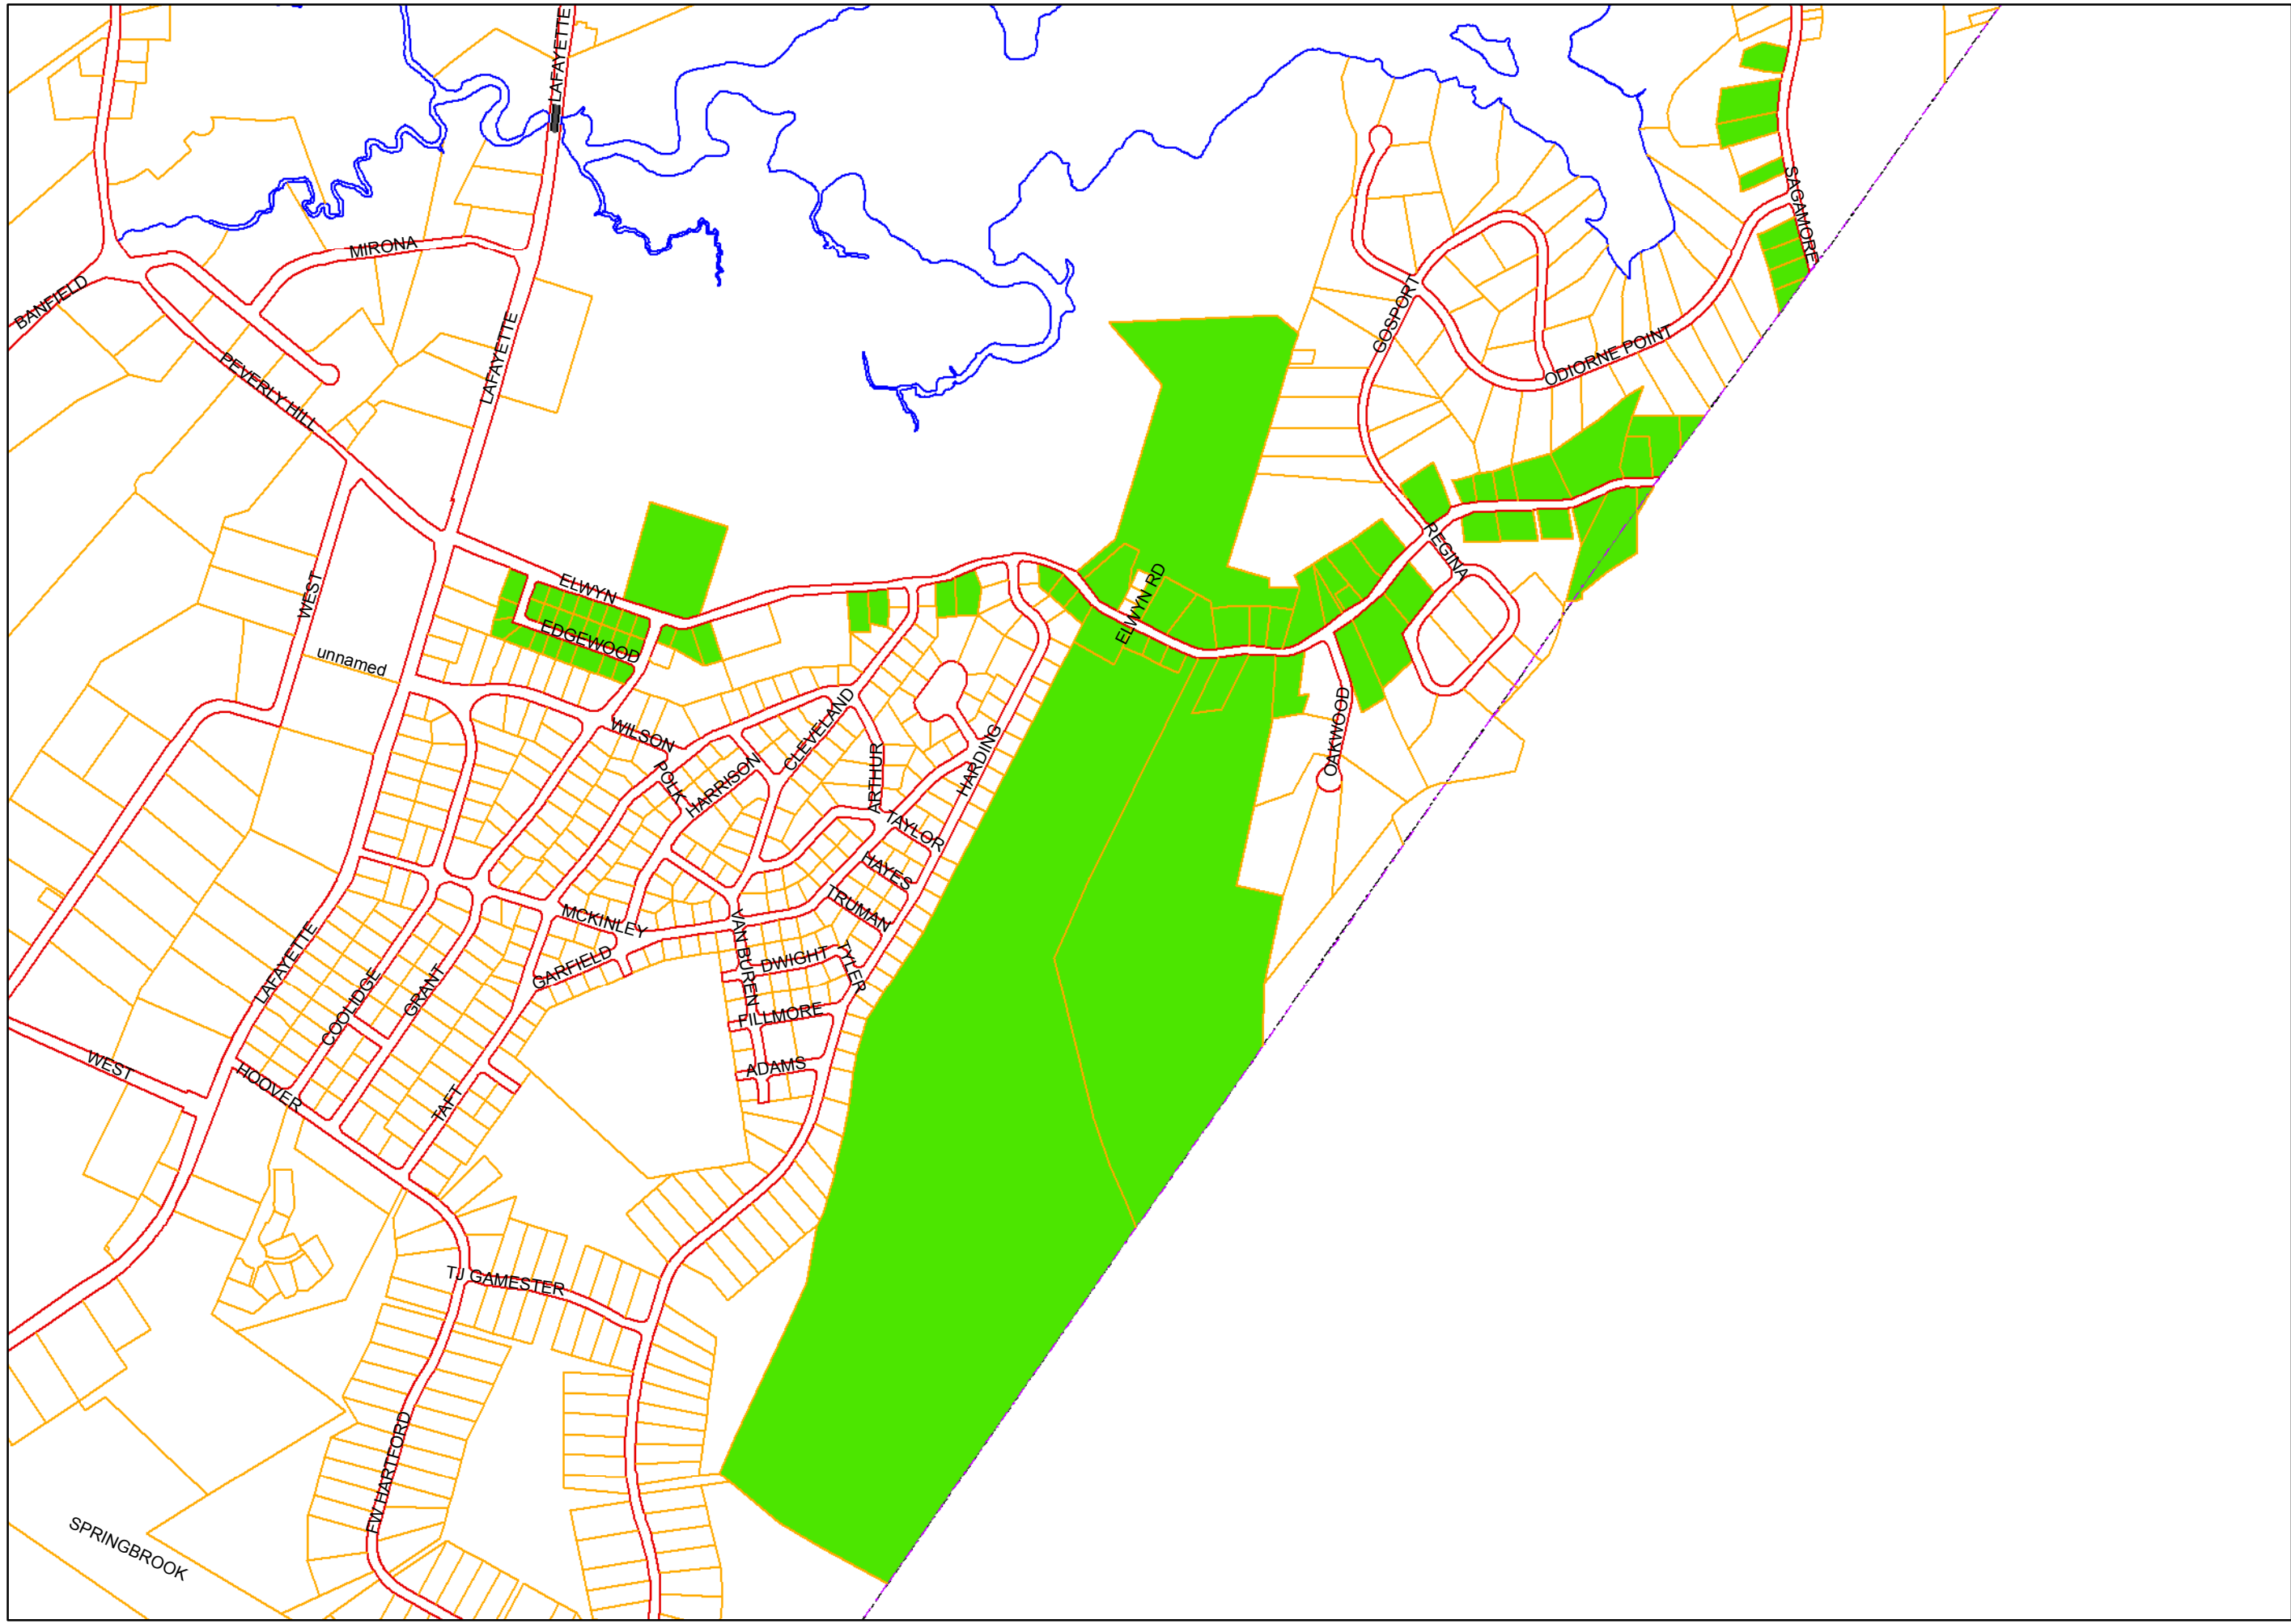 LAFAYETTE
MIRONA
SAGAMORE
BANFIELD
LAFAYETTE
GOSPORT
PEVERLY HILL
ODIORNE POINT
REGINA
WEST
ELWYN
ELWYN RD
EDGEWOOD
unnamed
OAKWOOD
WILSON
CLEVELAND
HARDING
POLK
HARRISON
ARTHUR
TAYLOR
HAYES
TRUMAN
MCKINLEY
VAN BUREN
LAFAYETTE
GARFIELD
DWIGHT
TYLER
COOLIDGE
GRANT
FILLMORE
WEST
HOOVER
ADAMS
TAFT
TJ GAMESTER
FW HARTFORD
SPRINGBROOK